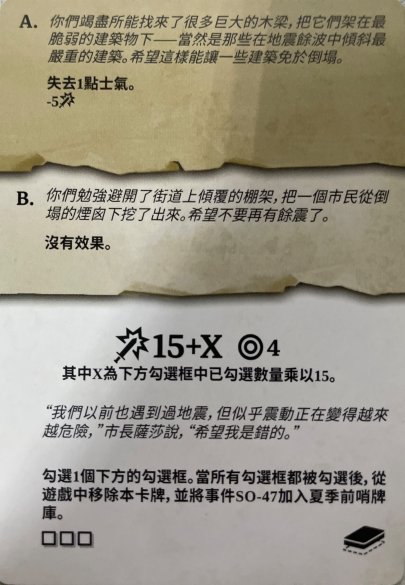 A. 你們竭盡所能找來了很多巨大的木梁，把它們架在最
脆弱的建築物下——當然是那些在地震餘波中傾斜最
嚴重的建築。希望這樣能讓一些建築免於倒塌。
失去1點士氣。
-5
B. 你們勉強避開了街道上傾覆的棚架，把一個市民從倒
塌的煙囪下挖了出來。希望不要再有餘震了。
沒有效果。
15+X 4
其中X為下方勾選框中已勾選數量乘以15。
“我們以前也遇到過地震，但似乎震動正在變得越來
越危險，”市長薩莎說，“希望我是錯的。”
勾選1個下方的勾選框。當所有勾選框都被勾選後，從
遊戲中移除本卡牌，並將事件SO-47加入夏季前哨牌
庫。